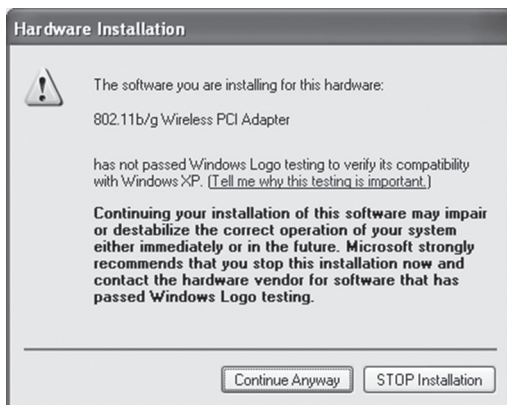 Hardware Installation
The software you are installing for this hardware:
802.11b/g Wireless PCI Adapter
has not passed Windows Logo testing to verify its compatibility
with Windows XP. (Tell me why this testing is important.)
Continuing your installation of this software may impair
or destabilize the correct operation of your system
either immediately or in the future. Microsoft strongly
recommends that you stop this installation now and
contact the hardware vendor for software that has
passed Windows Logo testing.
Continue Anyway
STOP Installation